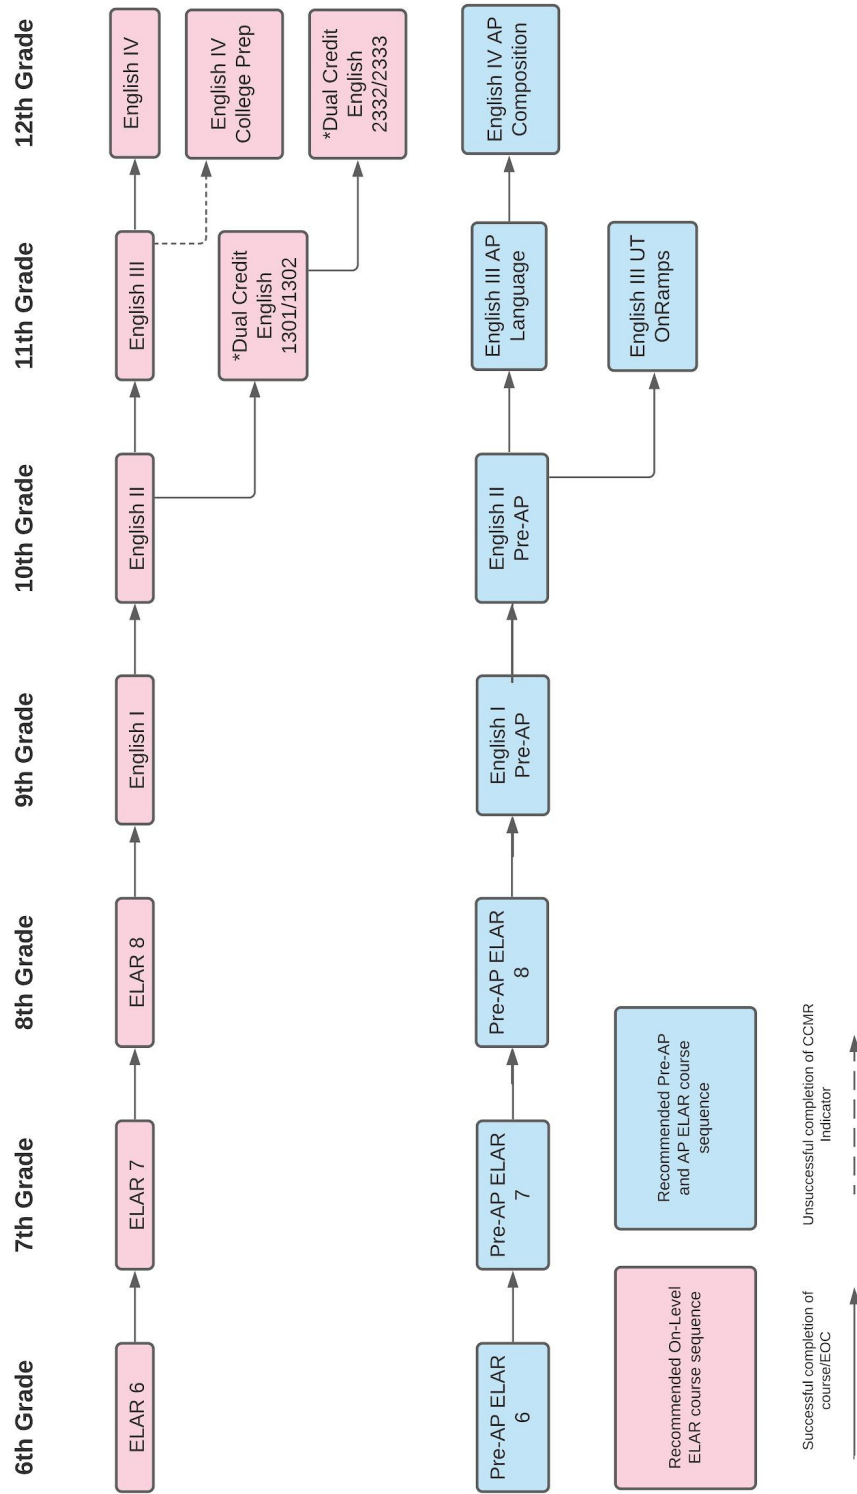 6th Grade
7th Grade
8th Grade
9th Grade
10th Grade
11th Grade
12th Grade
ELAR 6
ELAR 7
ELAR 8
English I
English II
English III
English IV
English IV
College Prep
*Dual Credit
English
1301/1302
*Dual Credit
English
2332/2333
Pre-AP ELAR
6
Pre-AP ELAR
7
Pre-AP ELAR
8
English I
Pre-AP
English II
Pre-AP
English III AP
Language
English IV AP
Composition
English III UT
OnRamps
Recommended On-Level
ELAR course sequence
Recommended Pre-AP
and AP ELAR course
sequence
Successful completion of
course/EOC
Unsuccessful completion of CCMR
Indicator